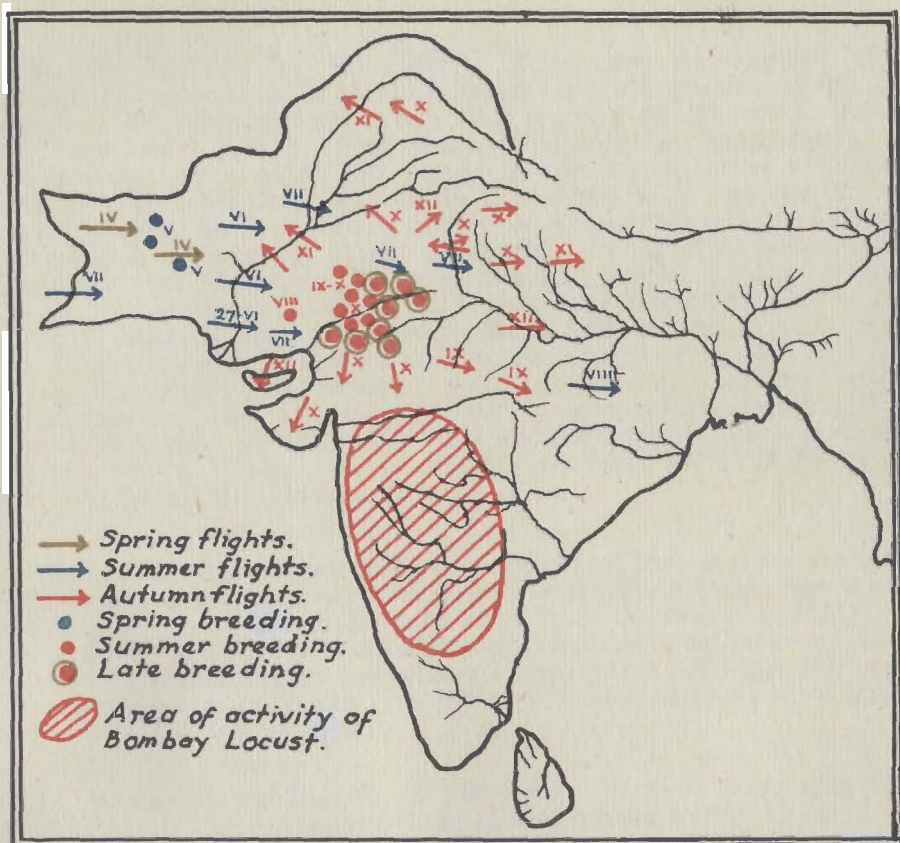 XI
X
VII
IV
V
IV
V
VI
XI
X
XII
X
X
X
XI
VII
VII
VI
VII
IX-X
VIII
X
27-VI
VII
XII
XII
X
X
IX
IX
VIII
X
Spring flights.
Summer flights.
Autumn flights.
Spring breeding.
Summer breeding.
Late breeding.
Area of activity of
Bombay Locust.